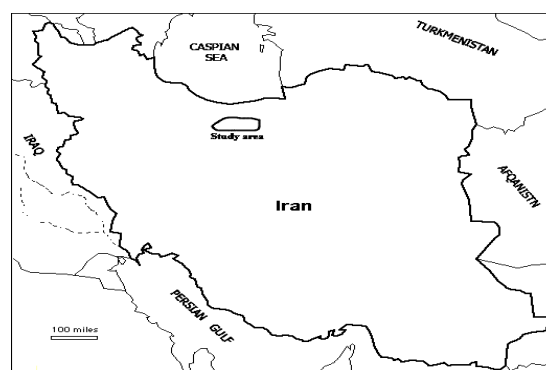 CASPIAN
SEA
TURKMENISTAN
Study area
IRAQ
AFQANISTN
Iran
PERSIAN GULF
100 miles